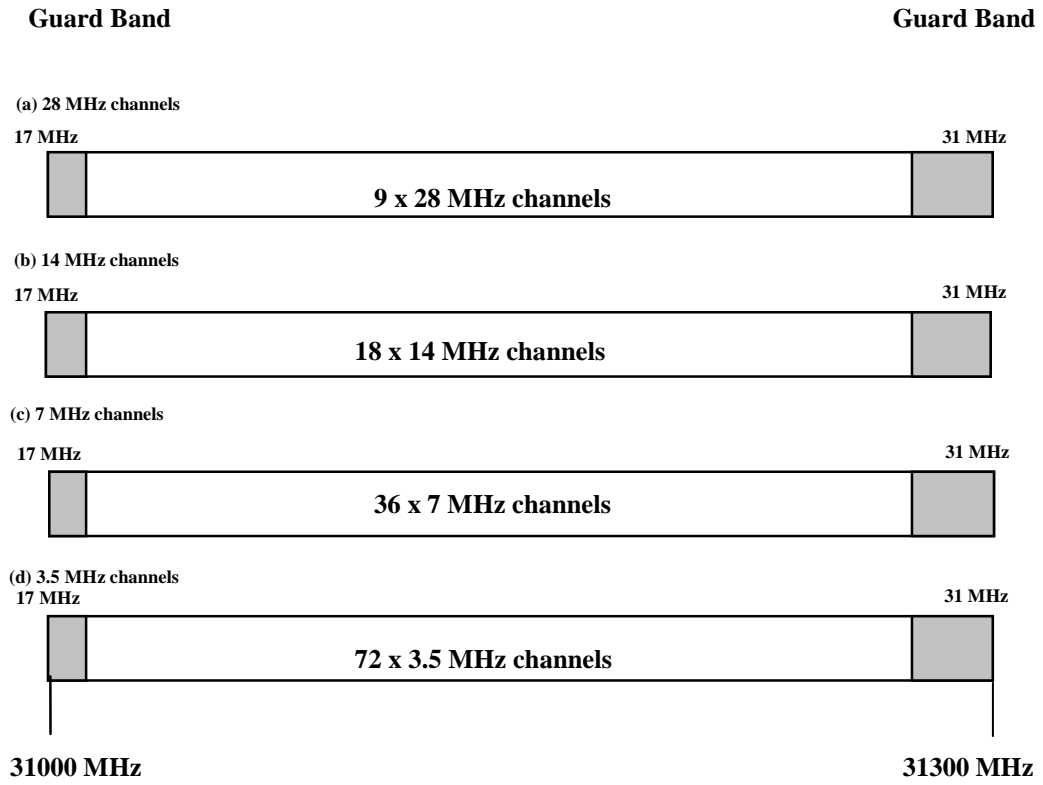 Guard Band Guard Band
(a) 28 MHz channels
17 MHz 31 MHz
9 x 28 MHz channels
(b) 14 MHz channels
17 MHz 31 MHz
18 x 14 MHz channels
(c) 7 MHz channels
17 MHz 31 MHz
36 x 7 MHz channels
(d) 3.5 MHz channels
17 MHz 31 MHz
72 x 3.5 MHz channels
31000 MHz 31300 MHz